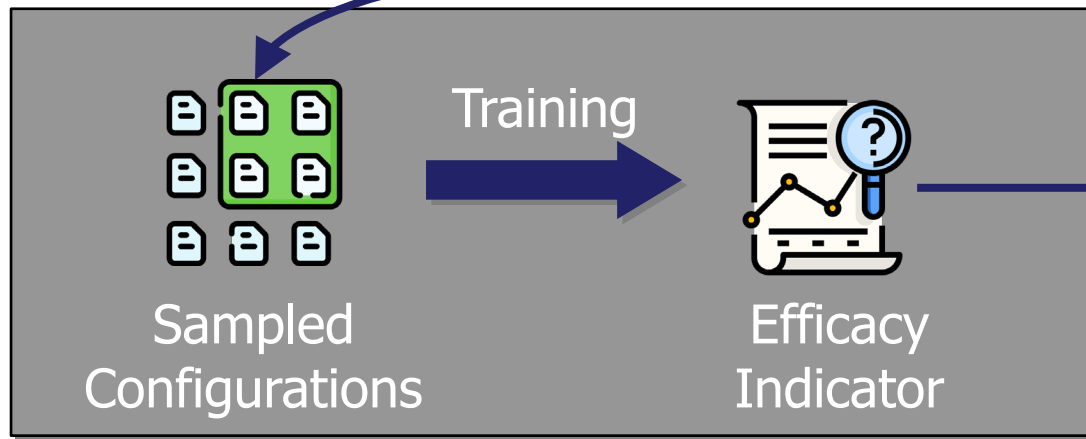 Training
Sampled
Configurations
?
Efficacy
Indicator